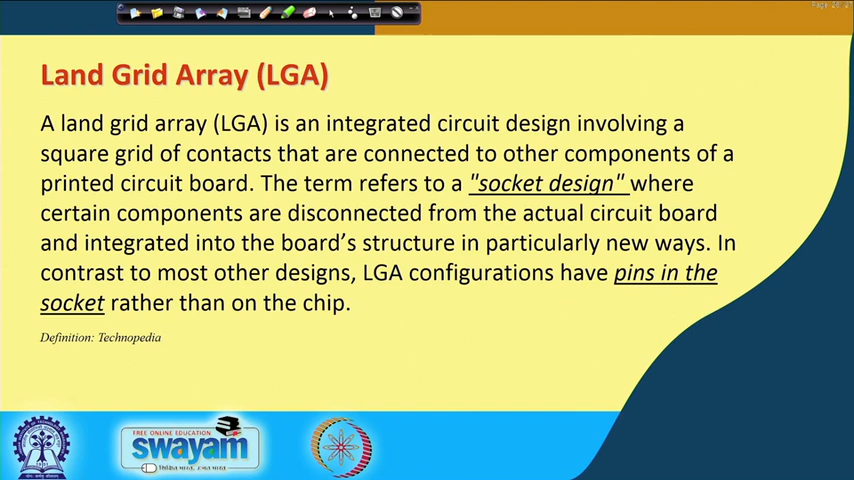 Land Grid Array (LGA)
A land grid array (LGA) is an integrated circuit design involving a
square grid of contacts that are connected to other components of a
printed circuit board. The term refers to a "socket design" where
certain components are disconnected from the actual circuit board
and integrated into the board’s structure in particularly new ways. In
contrast to most other designs, LGA configurations have pins in the
socket rather than on the chip.
Definition: Technopedia
FREE ONLINE EDUCATION
swayam